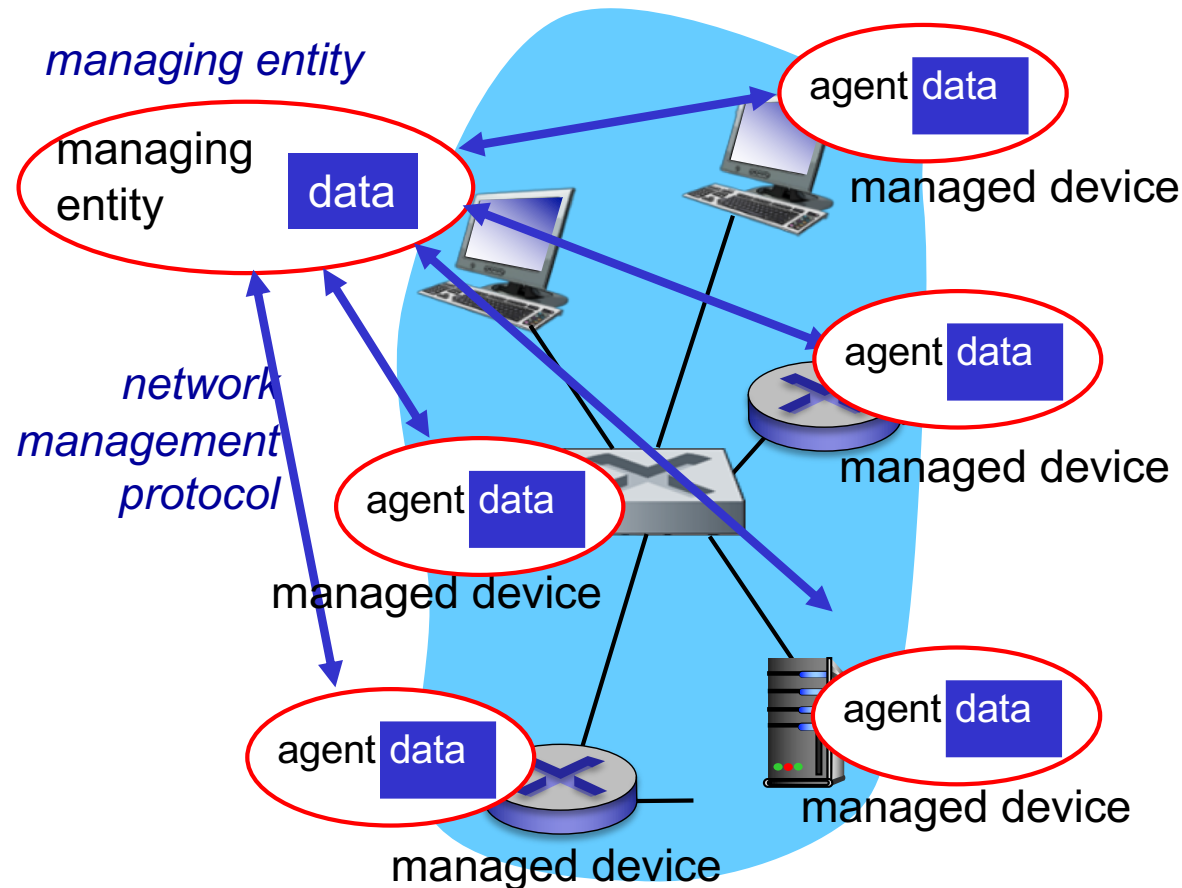 managing entity
managing
entity
data
agent data
managed device
agent data
managed device
network
management
protocol
agent data
managed device
agent data
managed device
agent data
managed device